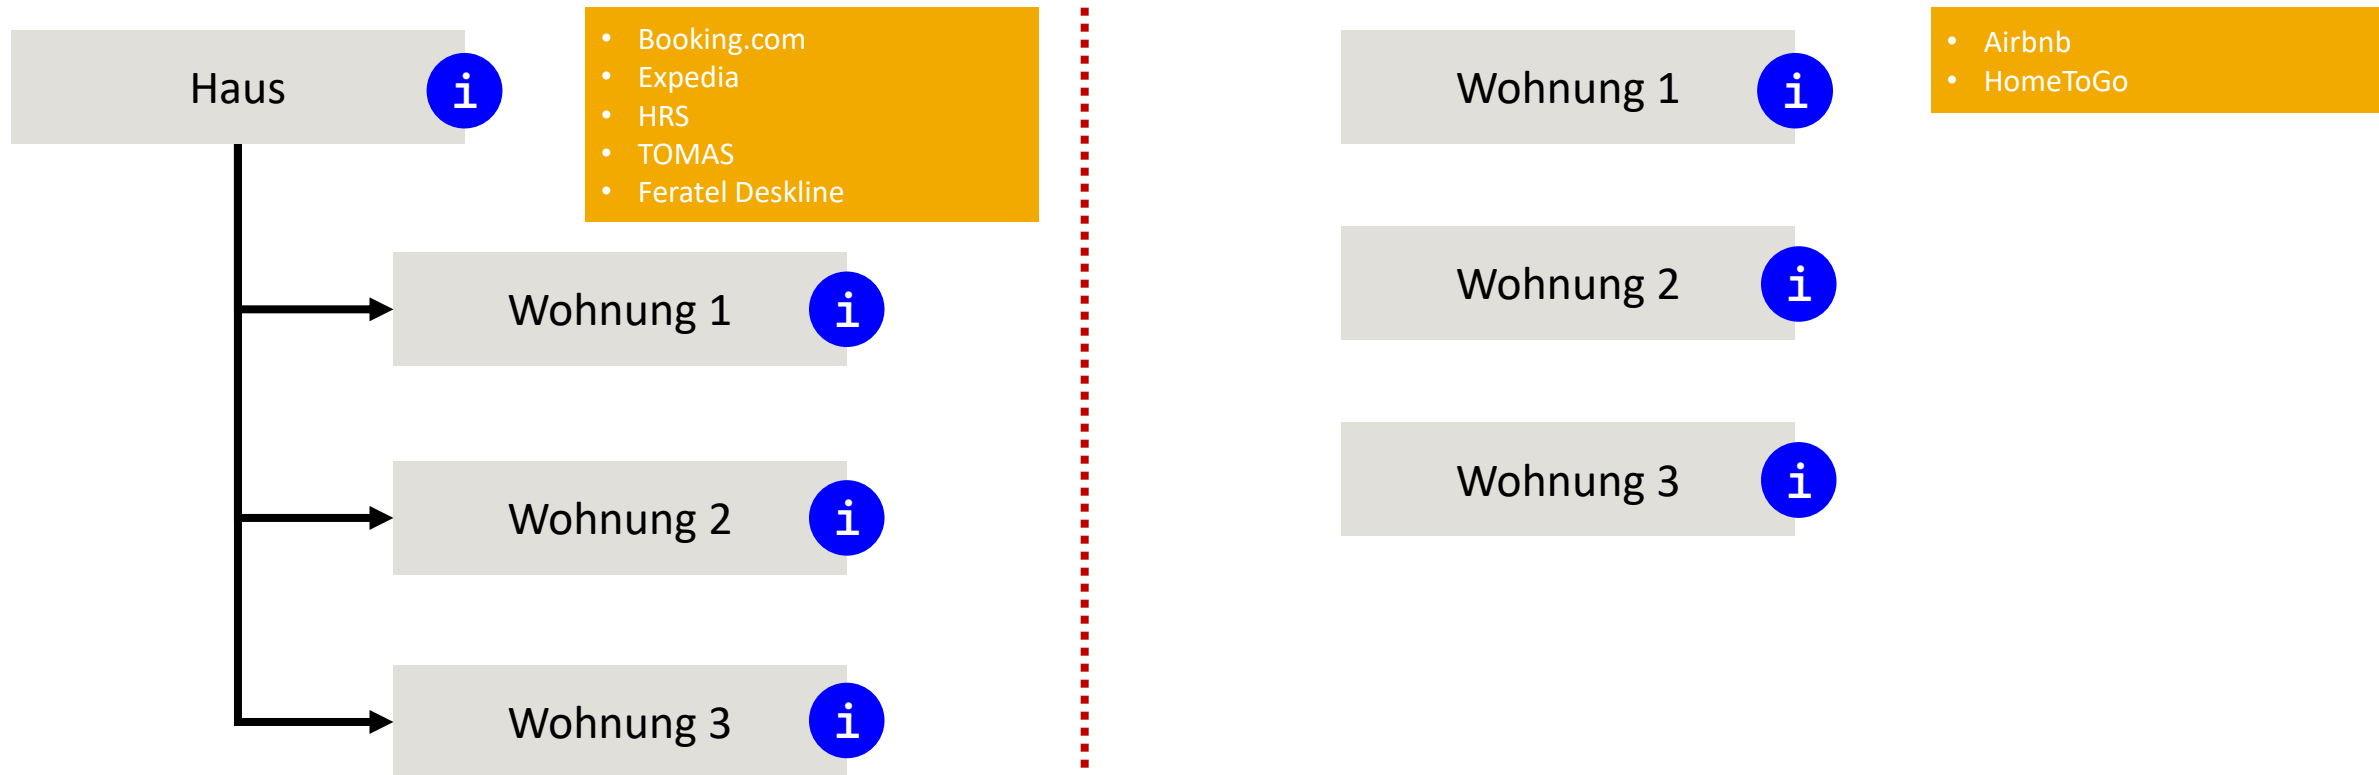 Haus
i
• Booking.com
• Expedia
• HRS
• TOMAS
• Feratel Deskline
Wohnung 1
i
Wohnung 2
i
Wohnung 3
i
Wohnung 1
i
• Airbnb
• HomeToGo
Wohnung 2
i
Wohnung 3
i